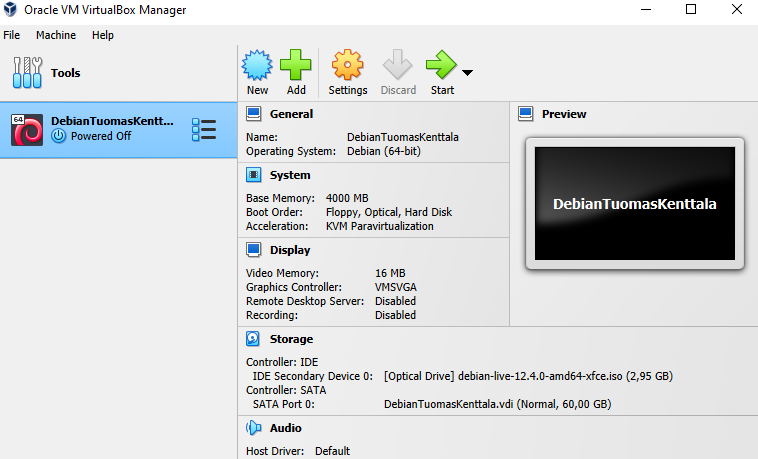 Oracle VM VirtualBox Manager
File Machine Help
Tools
New Add Settings Discard Start
64 DebianTuomasKentt...
Powered Off
General
Name: DebianTuomasKenttala
Operating System: Debian (64-bit)
System
Base Memory: 4000 MB
Boot Order: Floppy, Optical, Hard Disk
Acceleration: KVM Paravirtualization
Display
Video Memory: 16 MB
Graphics Controller: VMSVGA
Remote Desktop Server: Disabled
Recording: Disabled
Preview
DebianTuomasKenttala
Storage
Controller: IDE
IDE Secondary Device 0: [Optical Drive] debian-live-12.4.0-amd64-xfce.iso (2,95 GB)
Controller: SATA
SATA Port 0: DebianTuomasKenttala.vdi (Normal, 60,00 GB)
Audio
Host Driver: Default